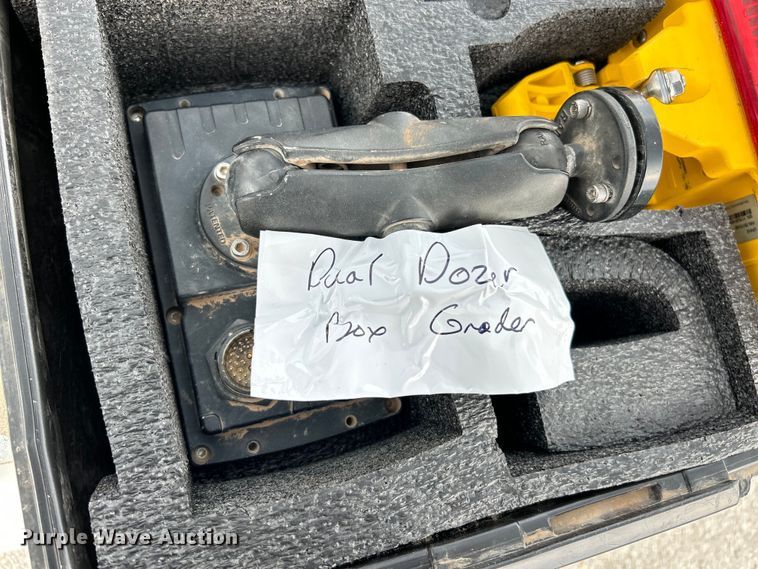 Dual Dozer
Box Grader
Purple Wave Auction